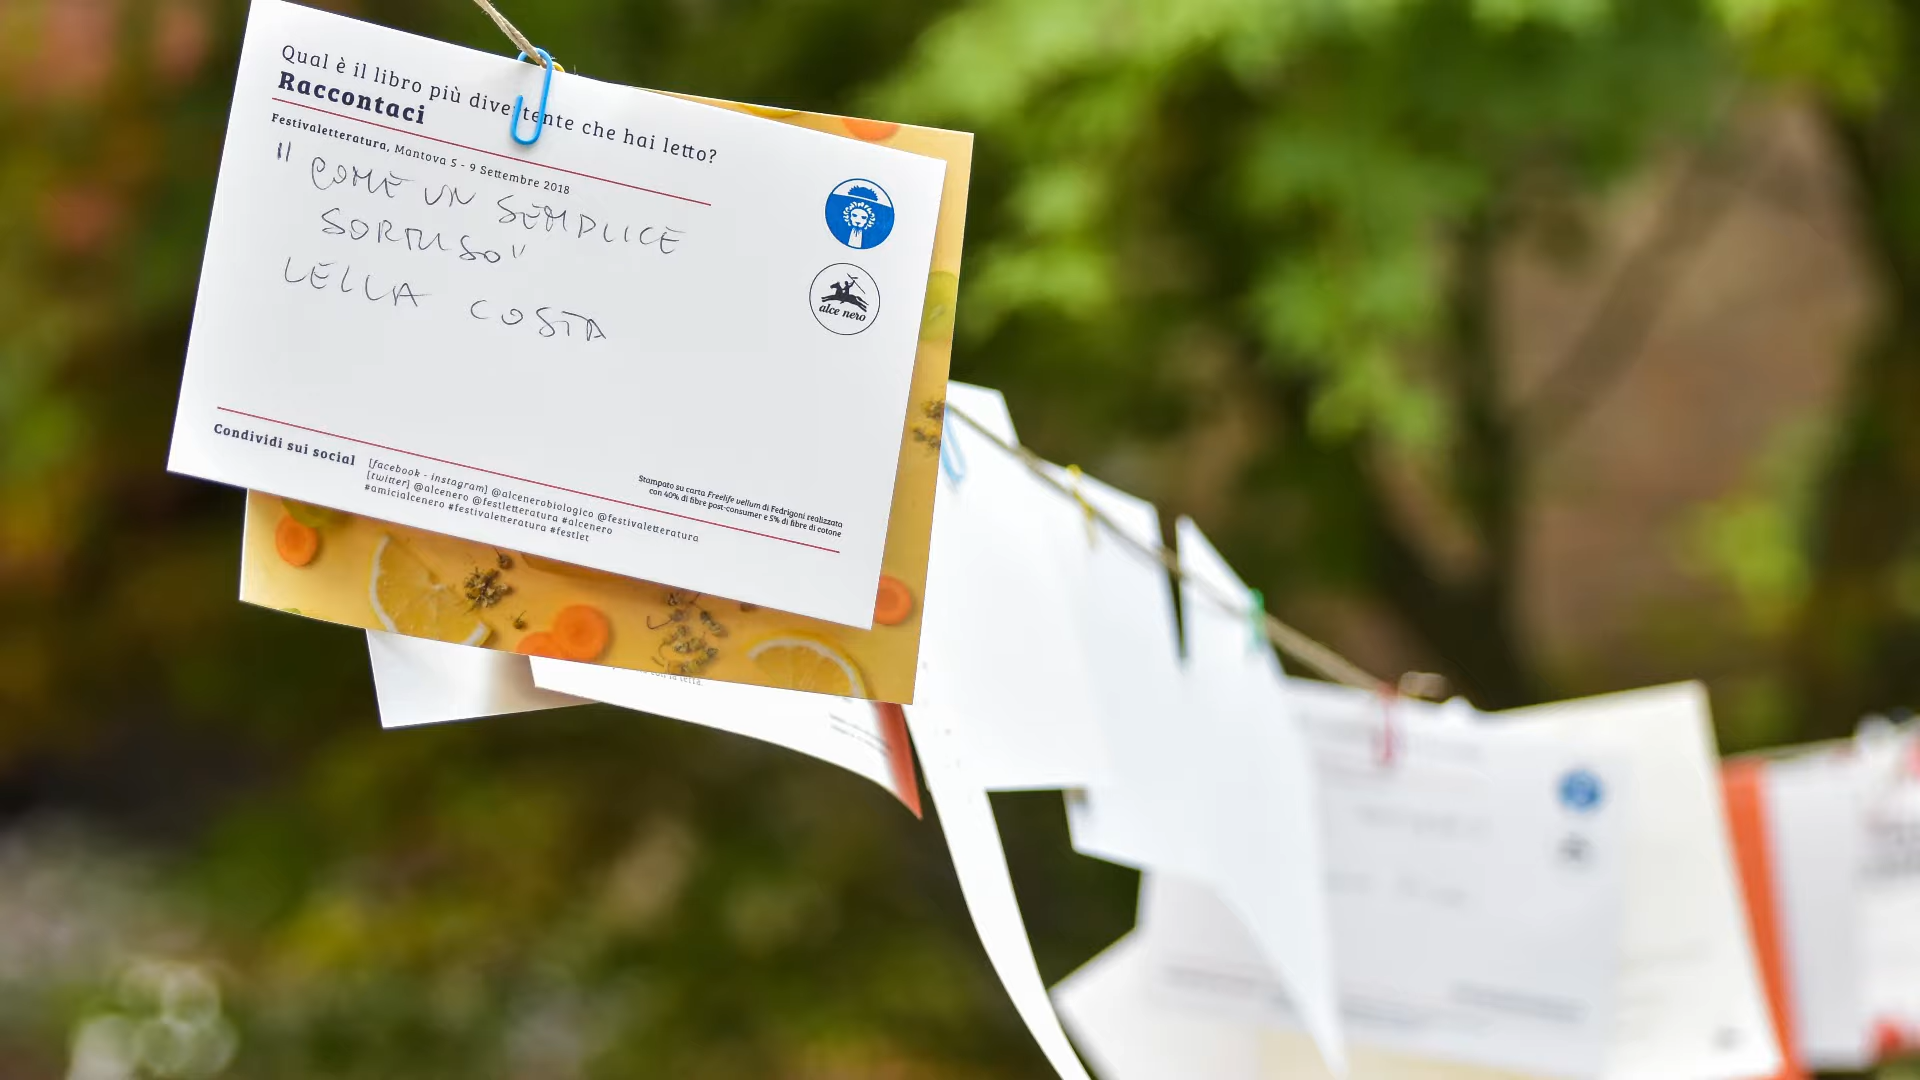 Qual è il libro più divertente che hai letto?
Raccontaci
Festivaletteratura, Mantova 5 - 9 Settembre 2018
"COME UN SEMPLICE
SORRISO"
LELLA COSTA
alce nero
Condividi sui social
[facebook - instagram] @alcenerobiologico @festivaletteratura
[twitter] @alcenero @festletteratura #alcenero
#amicialcenero #festivaletteratura #festlet
Stampato su carta Freelife vellum di Fedrigoni realizzata
con 40% di fibre post-consumer e 5% di fibre di cotone